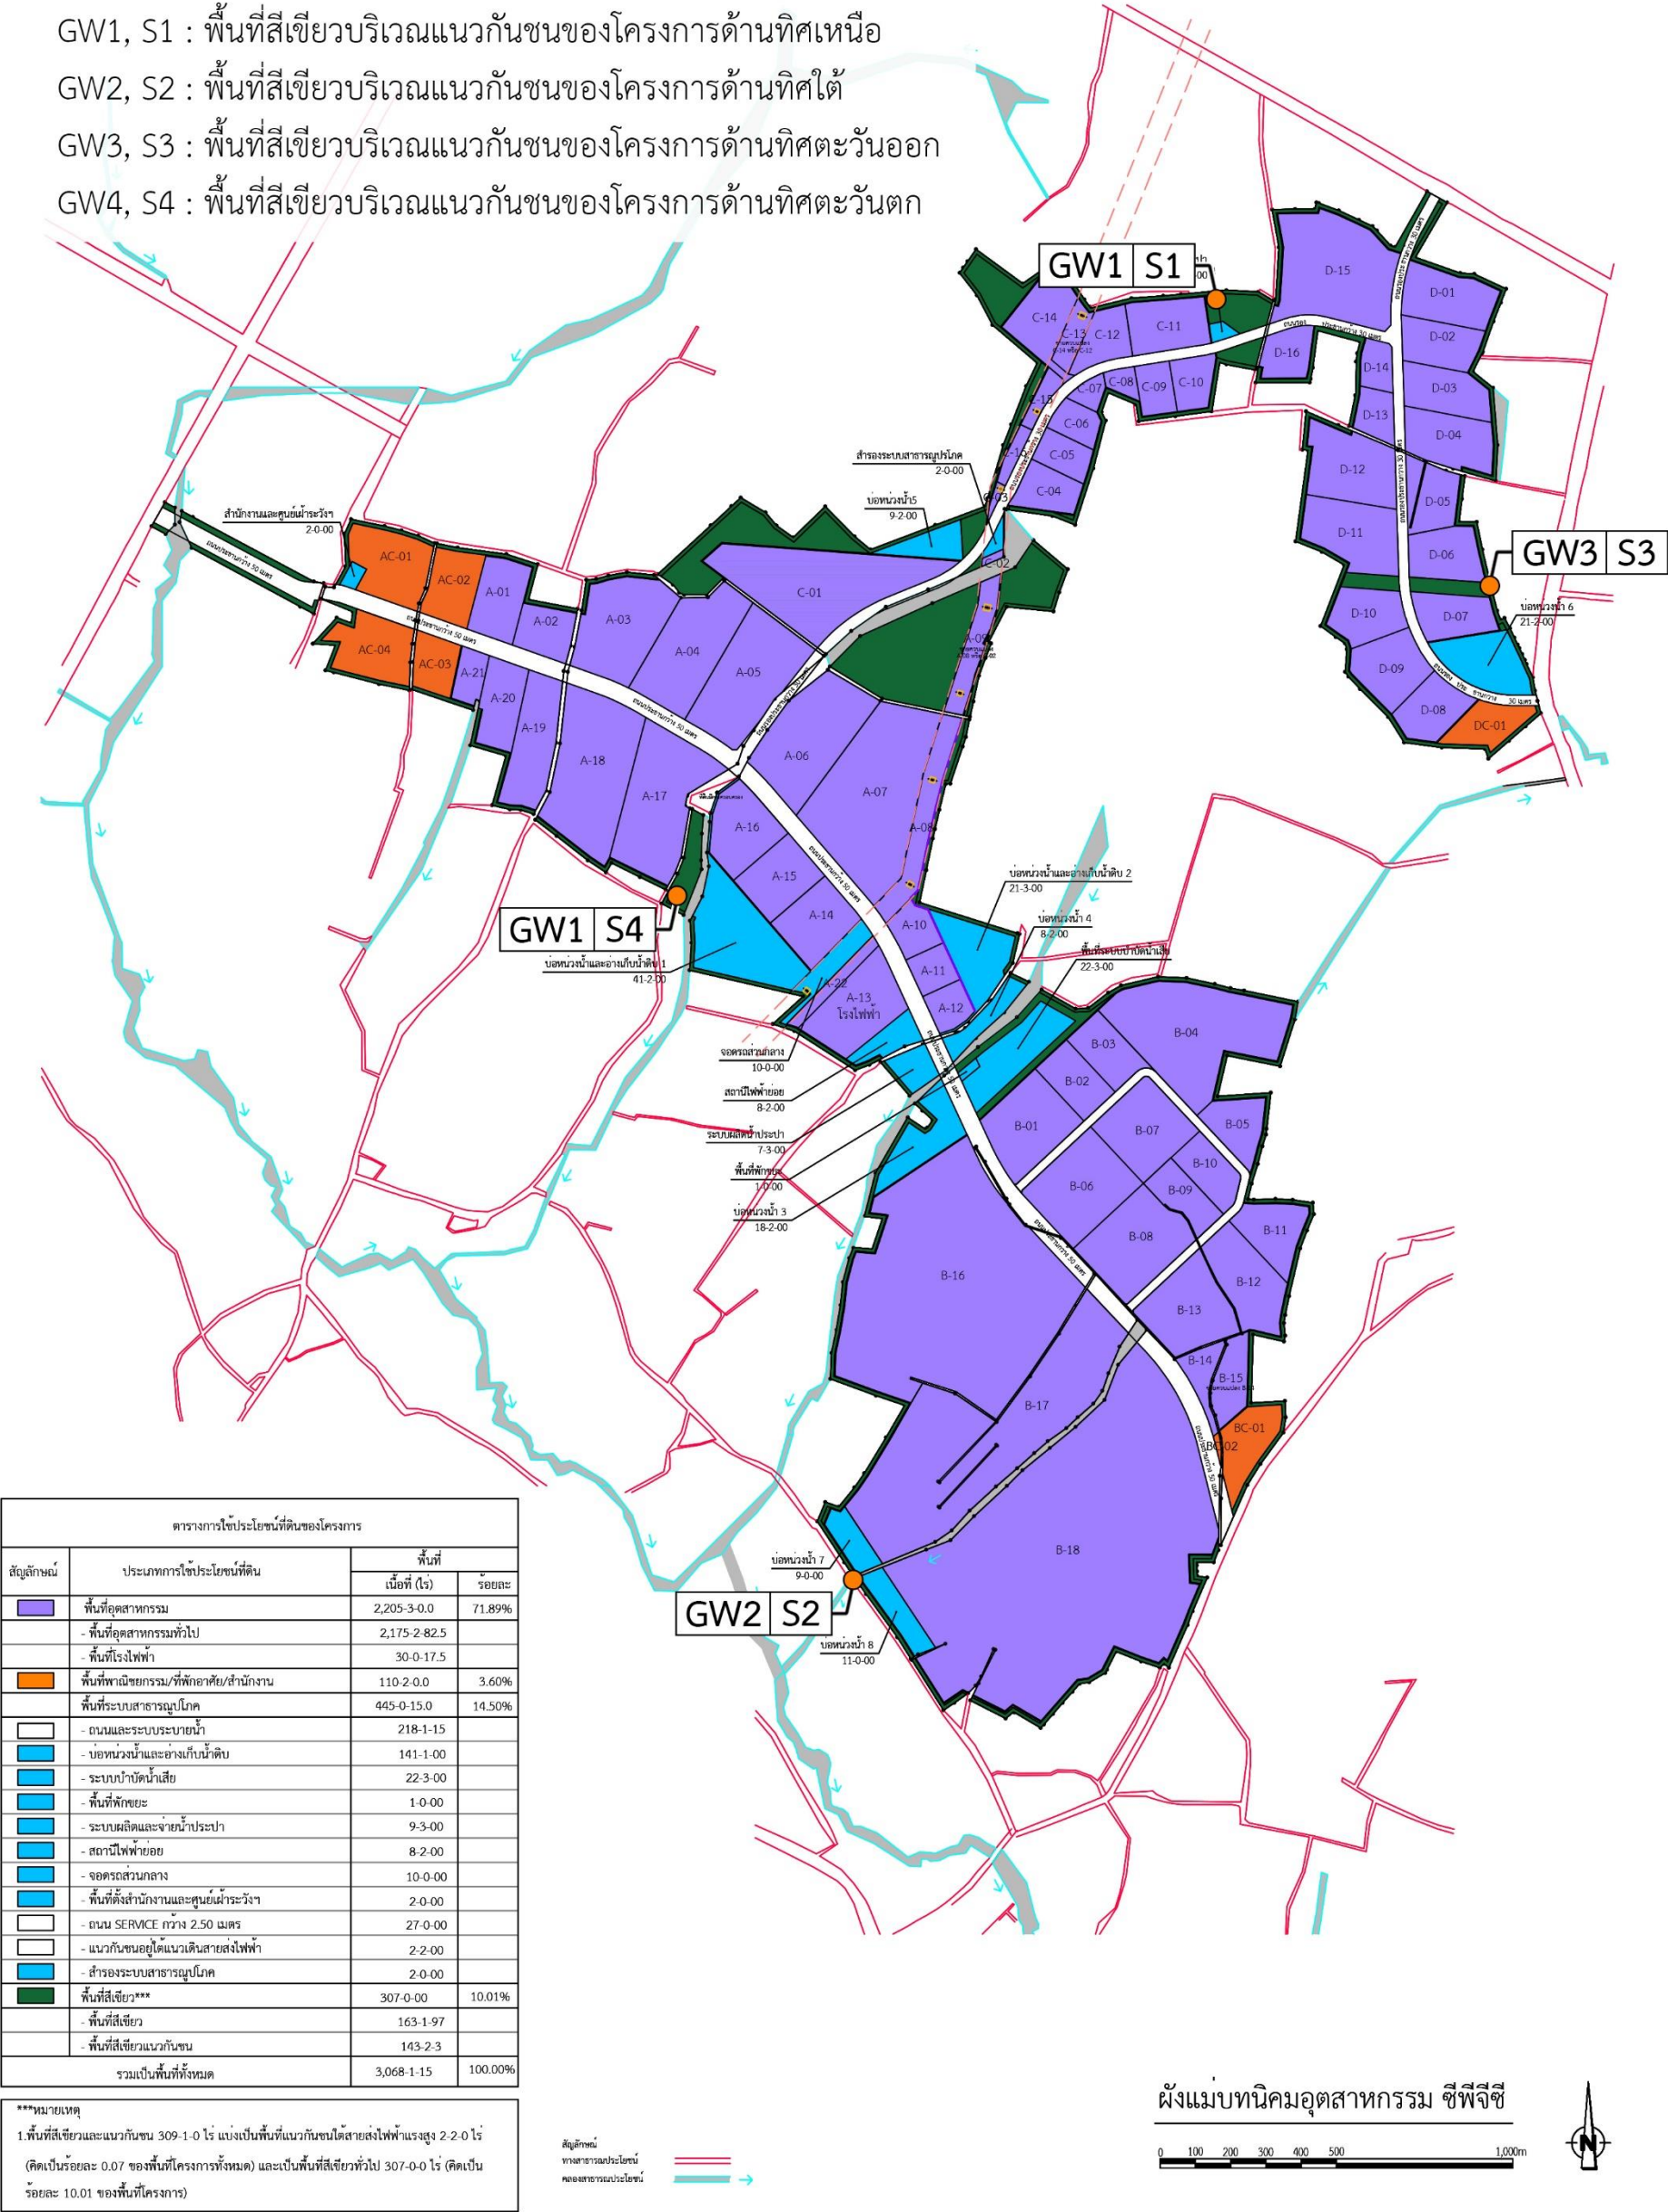 GW1, S1 : พื้นที่สีเขียวบริเวณแนวกันชนของโครงการด้านทิศเหนือ
GW2, S2 : พื้นที่สีเขียวบริเวณแนวกันชนของโครงการด้านทิศใต้
GW3, S3 : พื้นที่สีเขียวบริเวณแนวกันชนของโครงการด้านทิศตะวันออก
GW4, S4 : พื้นที่สีเขียวบริเวณแนวกันชนของโครงการด้านทิศตะวันตก
GW1 S1
D-15
D-01
D-02
D-03
D-04
D-14
D-13
D-16
C-14
C-13
C-12
C-11
C-07
C-08
C-09
C-10
C-15
C-06
C-05
C-04
D-12
D-11
D-05
D-06
GW3 S3
D-10
D-07
D-09
D-08
DC-01
บ่อหน่วงน้ำ 6
21-2-00
สำรองระบบสาธารณูปโภค
2-0-00
บ่อหน่วงน้ำ5
9-2-00
สำนักงานและศูนย์เฝ้าระวังฯ
2-0-00
ถนนประธานกว้าง 50 เมตร
AC-01
AC-02
AC-03
AC-04
A-01
A-02
A-03
A-04
A-05
C-01
C-02
A-09
A-21
A-20
A-19
A-18
A-17
A-06
A-07
A-08
A-16
A-15
A-14
A-10
A-11
A-12
A-22
A-13
โรงไฟฟ้า
GW1 S4
บ่อหน่วงน้ำและอ่างเก็บน้ำดิบ 1
41-2-00
บ่อหน่วงน้ำและอ่างเก็บน้ำดิบ 2
21-3-00
บ่อหน่วงน้ำ 4
8-2-00
พื้นที่ระบบบำบัดน้ำเสีย
22-3-00
จอดรถส่วนกลาง
10-0-00
สถานีไฟฟ้าย่อย
8-2-00
ระบบผลิตน้ำประปา
7-3-00
พื้นที่พักขยะ
1-0-00
บ่อหน่วงน้ำ 3
18-2-00
B-04
B-03
B-02
B-01
B-05
B-07
B-10
B-09
B-06
B-08
B-11
B-12
B-13
B-14
B-15
B-16
B-17
B-18
BC-01
BC-02
บ่อหน่วงน้ำ 7
9-0-00
GW2 S2
บ่อหน่วงน้ำ 8
11-0-00
ตารางการใช้ประโยชน์ที่ดินของโครงการ
สัญลักษณ์ ประเภทการใช้ประโยชน์ที่ดิน พื้นที่
เนื้อที่ (ไร่) ร้อยละ
พื้นที่อุตสาหกรรม 2,205-3-0.0 71.89%
- พื้นที่อุตสาหกรรมทั่วไป 2,175-2-82.5
- พื้นที่โรงไฟฟ้า 30-0-17.5
พื้นที่พาณิชยกรรม/ที่พักอาศัย/สำนักงาน 110-2-0.0 3.60%
พื้นที่ระบบสาธารณูปโภค 445-0-15.0 14.50%
- ถนนและระบบระบายน้ำ 218-1-15
- บ่อหน่วงน้ำและอ่างเก็บน้ำดิบ 141-1-00
- ระบบบำบัดน้ำเสีย 22-3-00
- พื้นที่พักขยะ 1-0-00
- ระบบผลิตและจ่ายน้ำประปา 9-3-00
- สถานีไฟฟ้าย่อย 8-2-00
- จอดรถส่วนกลาง 10-0-00
- พื้นที่ตั้งสำนักงานและศูนย์เฝ้าระวังฯ 2-0-00
- ถนน SERVICE กว้าง 2.50 เมตร 27-0-00
- แนวกันชนอยู่ใต้แนวเดินสายส่งไฟฟ้า 2-2-00
- สำรองระบบสาธารณูปโภค 2-0-00
พื้นที่สีเขียว*** 307-0-00 10.01%
- พื้นที่สีเขียว 163-1-97
- พื้นที่สีเขียวแนวกันชน 143-2-3
รวมเป็นพื้นที่ทั้งหมด 3,068-1-15 100.00%
***หมายเหตุ
1.พื้นที่สีเขียวและแนวกันชน 309-1-0 ไร่ แบ่งเป็นพื้นที่แนวกันชนใต้สายส่งไฟฟ้าแรงสูง 2-2-0 ไร่
(คิดเป็นร้อยละ 0.07 ของพื้นที่โครงการทั้งหมด) และเป็นพื้นที่สีเขียวทั่วไป 307-0-0 ไร่ (คิดเป็น
ร้อยละ 10.01 ของพื้นที่โครงการ)
สัญลักษณ์
ทางสาธารณประโยชน์
คลองสาธารณประโยชน์
ผังแม่บทนิคมอุตสาหกรรม ซีพีจีซี
0 100 200 300 400 500 1,000m
N